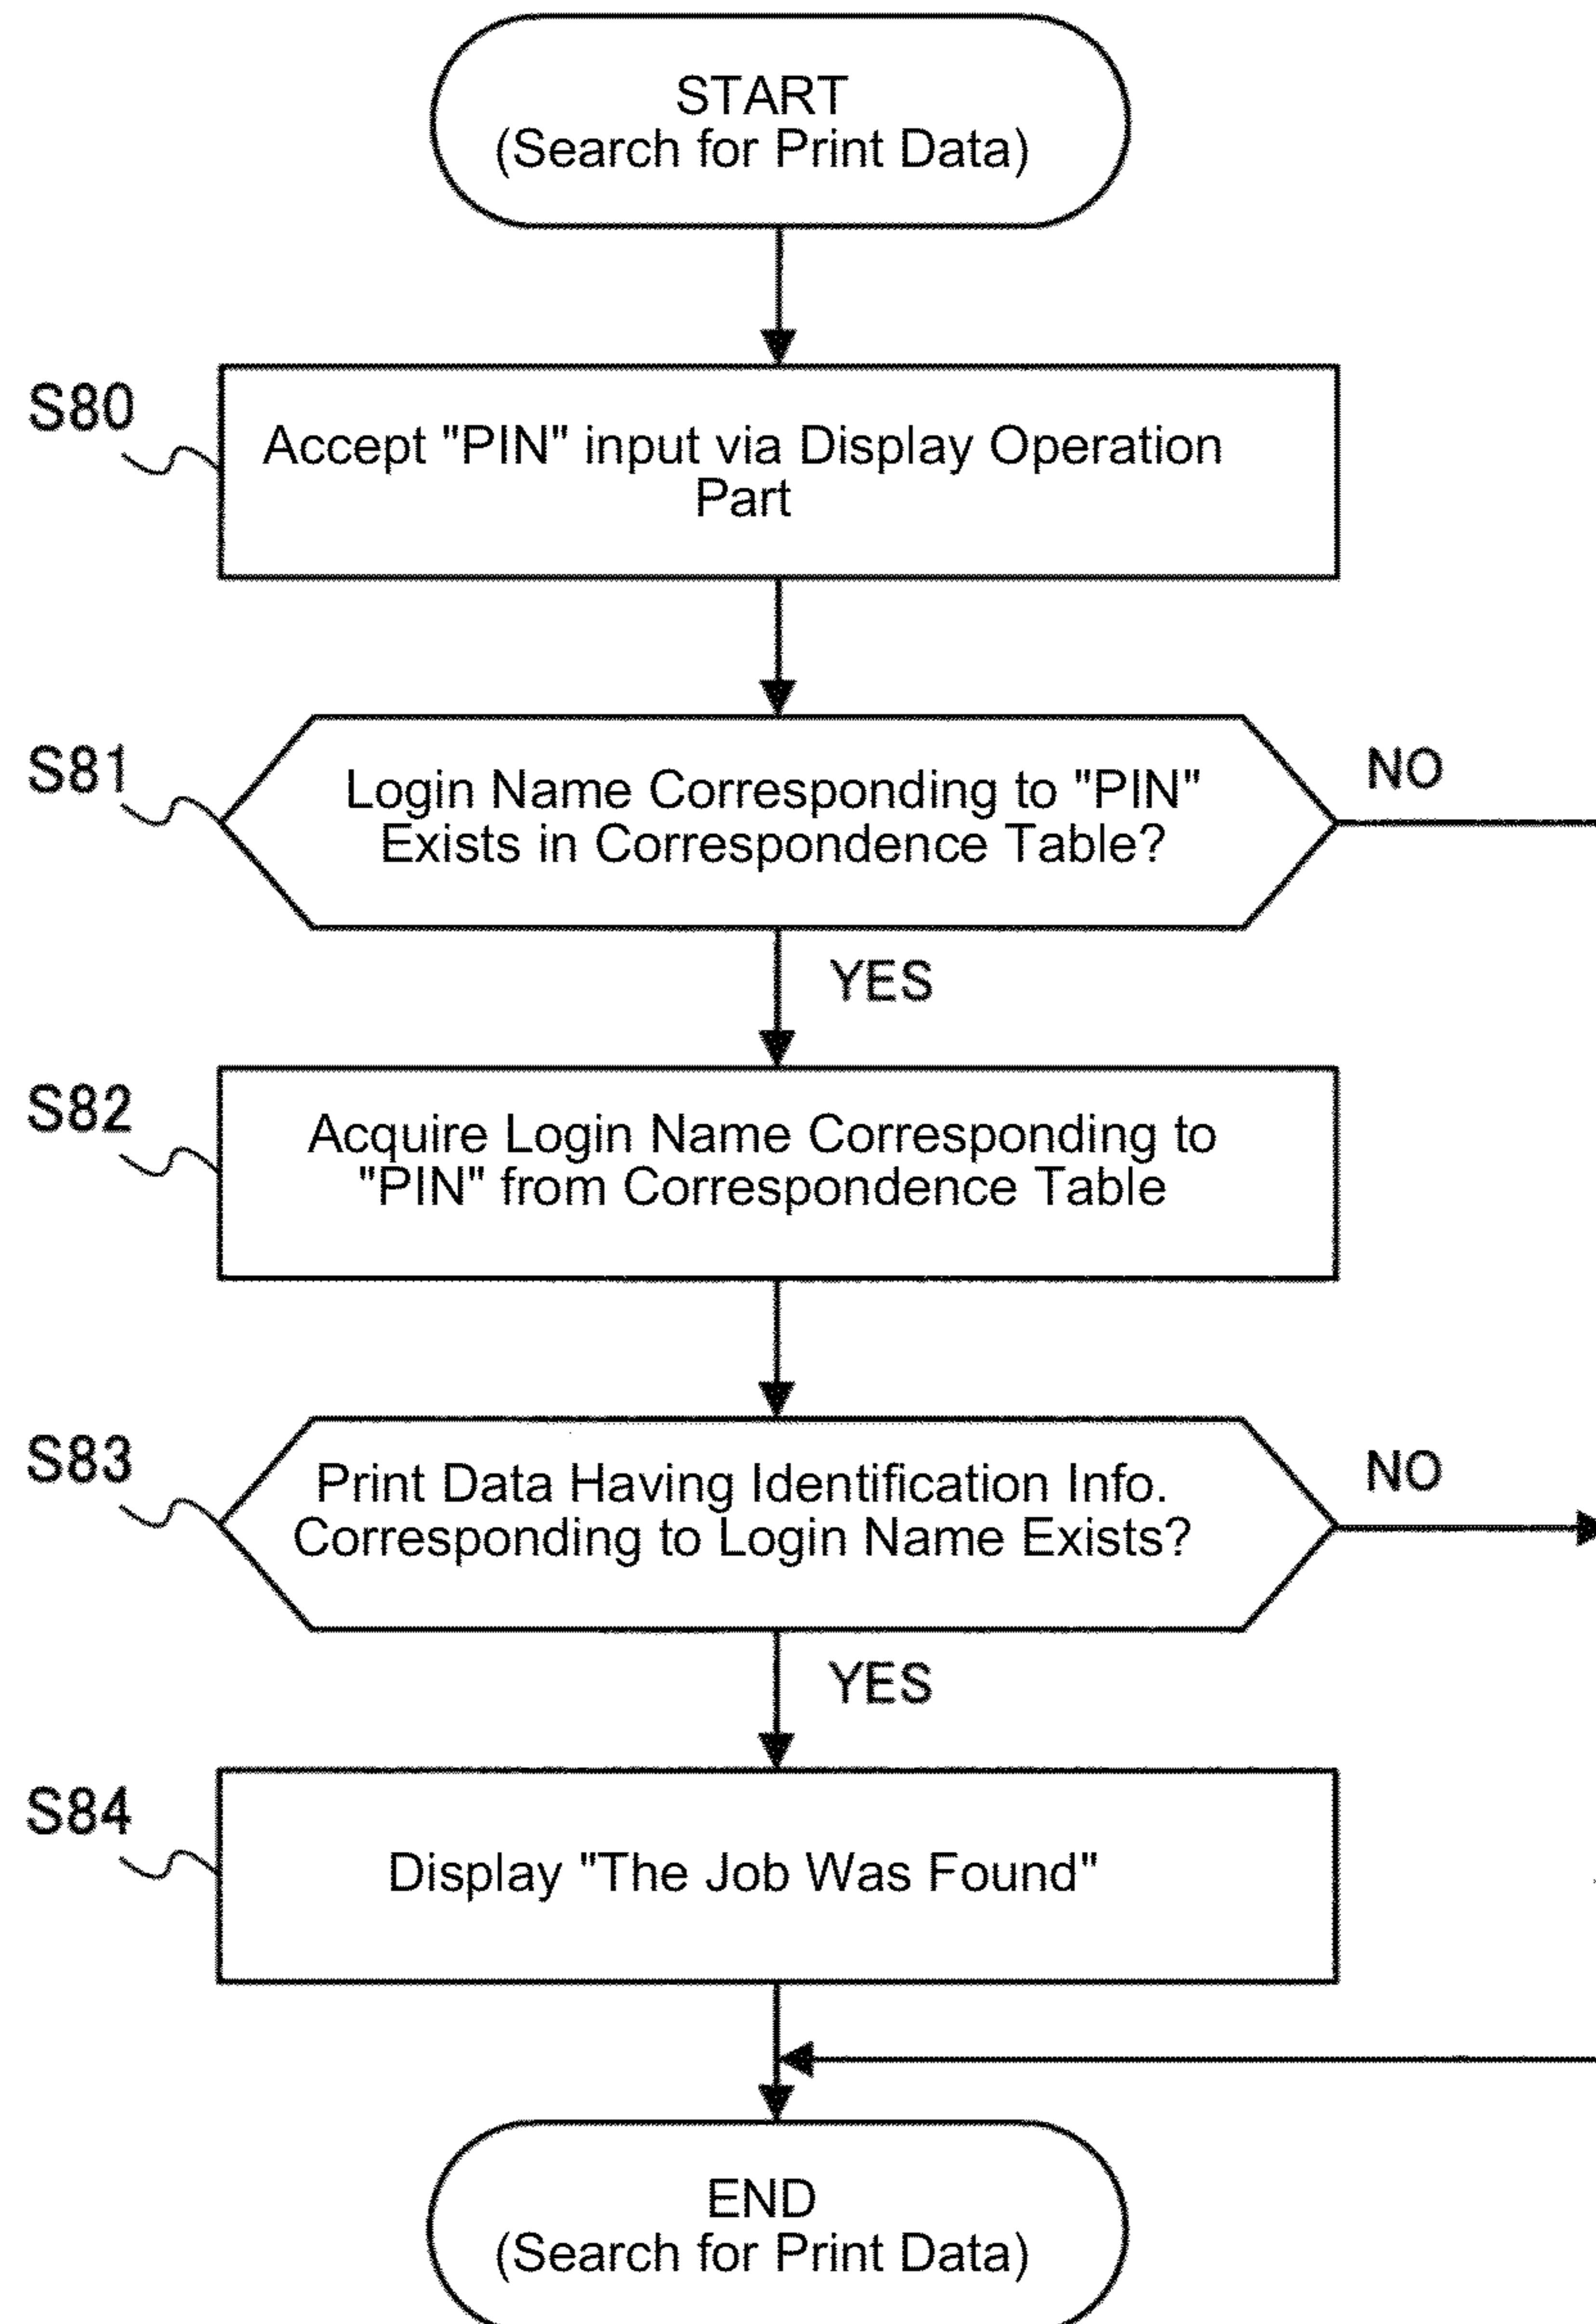 START
(Search for Print Data)
S80
Accept "PIN" input via Display Operation
Part
S81
Login Name Corresponding to "PIN"
Exists in Correspondence Table?
NO
YES
S82
Acquire Login Name Corresponding to
"PIN" from Correspondence Table
S83
Print Data Having Identification Info.
Corresponding to Login Name Exists?
NO
YES
S84
Display "The Job Was Found"
END
(Search for Print Data)